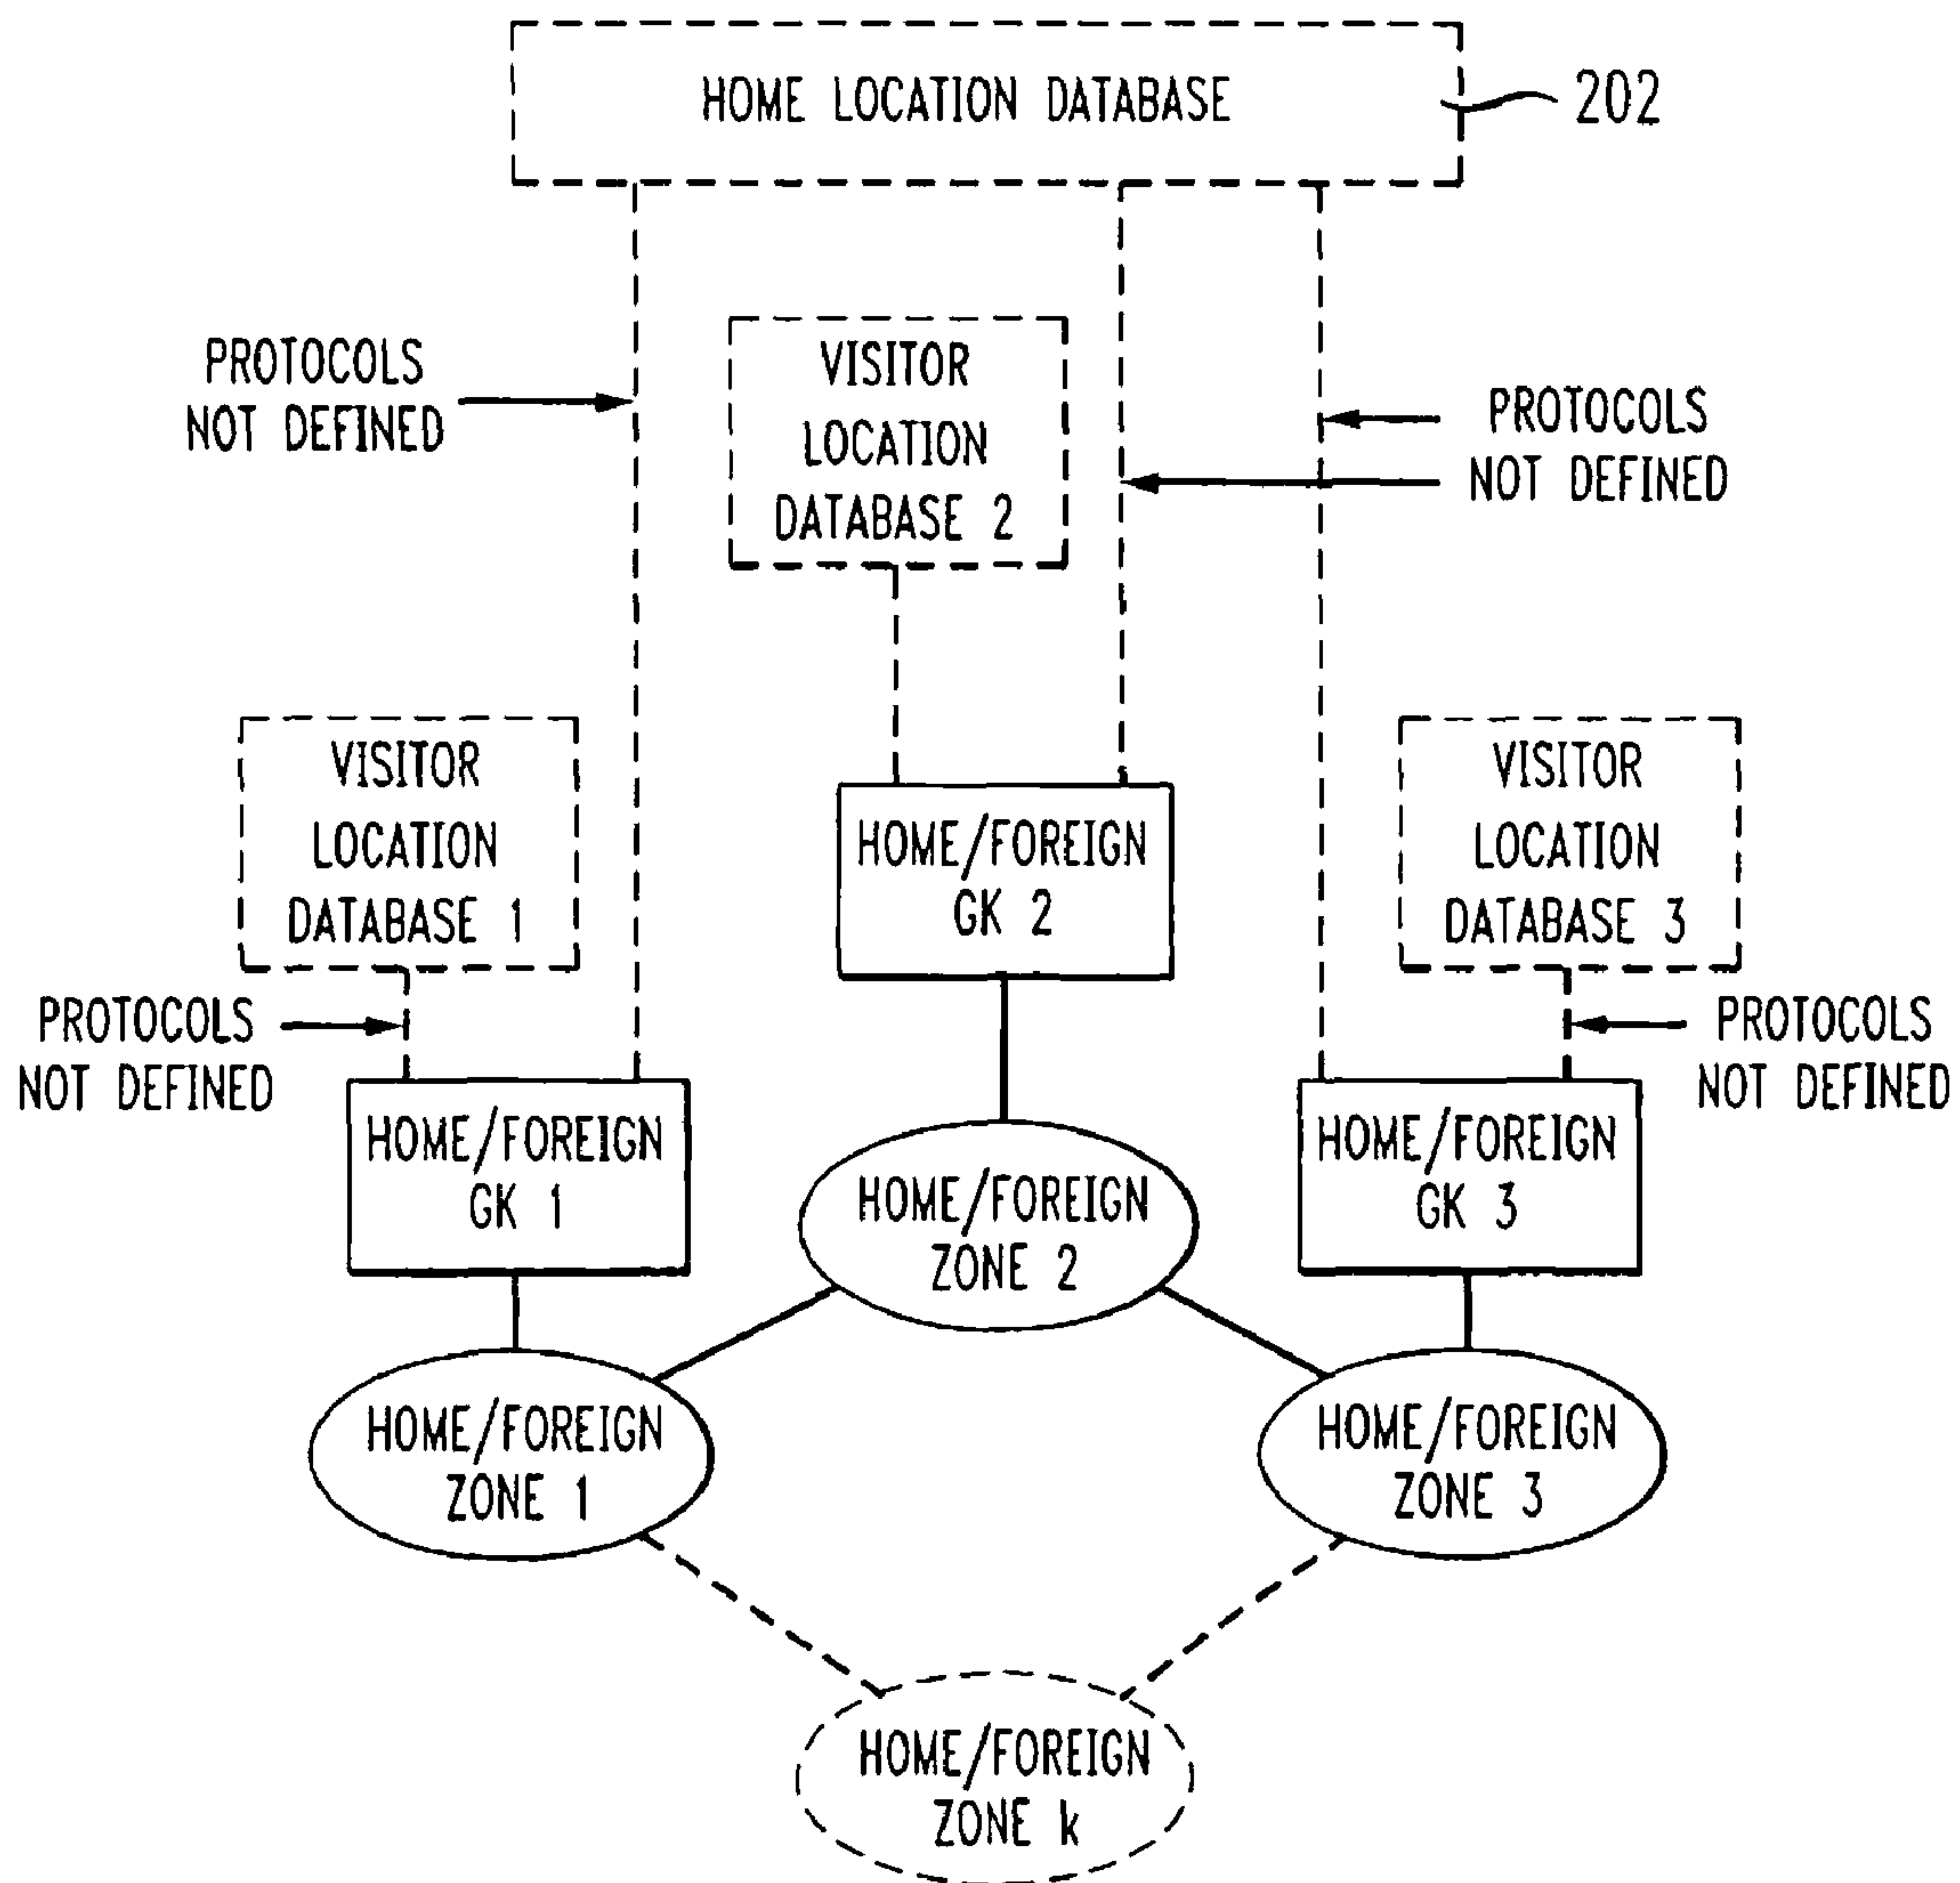 HOME LOCATION DATABASE
202
PROTOCOLS
NOT DEFINED
VISITOR
LOCATION
DATABASE 2
PROTOCOLS
NOT DEFINED
VISITOR
LOCATION
DATABASE 1
HOME/FOREIGN
GK 2
VISITOR
LOCATION
DATABASE 3
PROTOCOLS
NOT DEFINED
PROTOCOLS
NOT DEFINED
HOME/FOREIGN
GK 1
HOME/FOREIGN
ZONE 2
HOME/FOREIGN
GK 3
HOME/FOREIGN
ZONE 1
HOME/FOREIGN
ZONE 3
HOME/FOREIGN
ZONE k